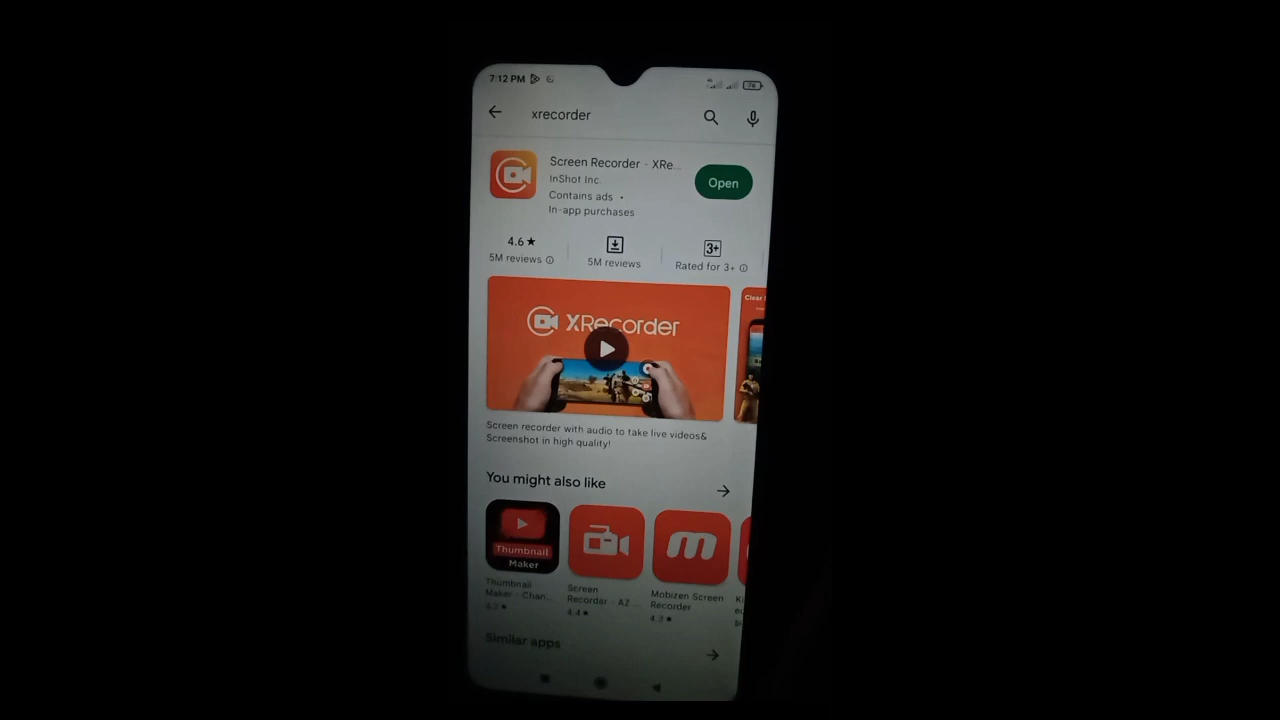 7:12 PM
xrecorder
Screen Recorder - XRe...
InShot Inc.
Contains ads •
In-app purchases
Open
4.6★
5M reviews
5M reviews
3+
Rated for 3+
XRecorder
Clear
Screen recorder with audio to take live videos&
Screenshot in high quality!
You might also like
Thumbnail
Maker
m
Thumbnail
Maker - Chan...
4.2★
Screen
Recorder - AZ ...
4.4★
Mobizen Screen
Recorder
4.3★
Similar apps